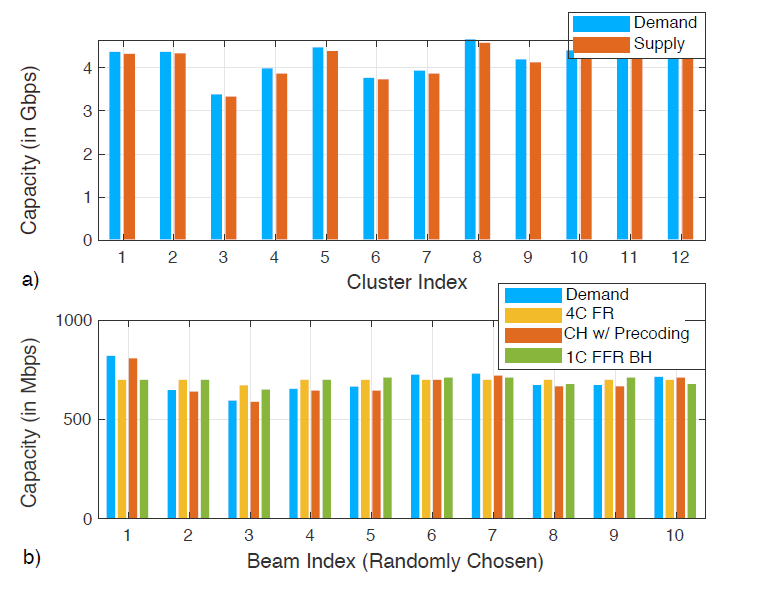 Demand
Supply
Capacity (in Gbps)
4
3
2
1
0
1 2 3 4 5 6 7 8 9 10 11 12
Cluster Index
a)
Demand
4C FR
CH w/ Precoding
1C FFR BH
Capacity (in Mbps)
1000
500
0
1 2 3 4 5 6 7 8 9 10
Beam Index (Randomly Chosen)
b)